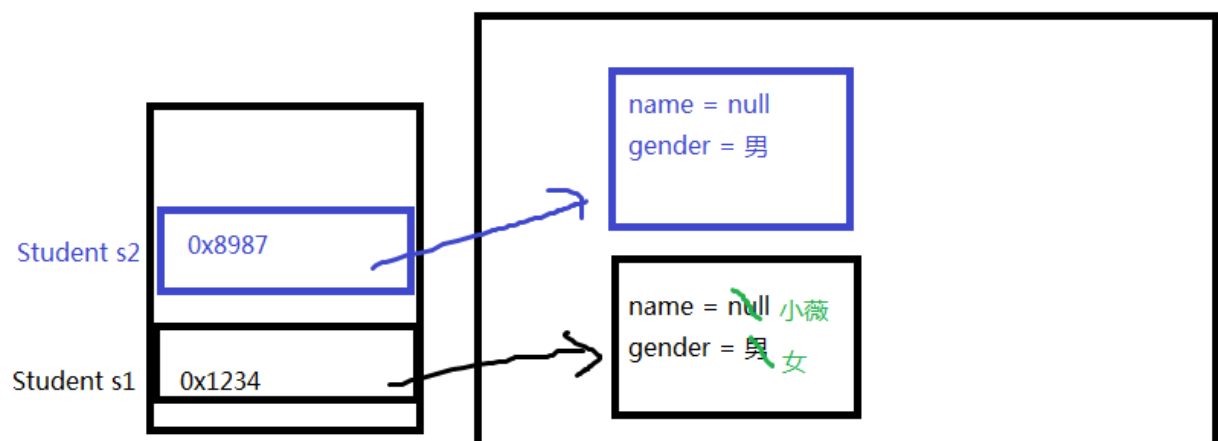 name = null
gender = 男
Student s2
0x8987
name = null 小薇
gender = 男 女
Student s1
0x1234